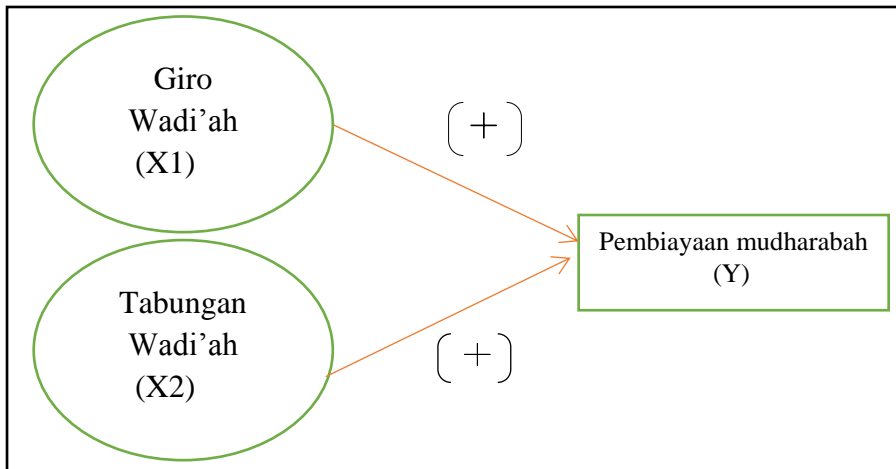 Giro
Wadi’ah
(X1)
(+)
Pembiayaan mudharabah
(Y)
Tabungan
Wadi’ah
(X2)
(+)